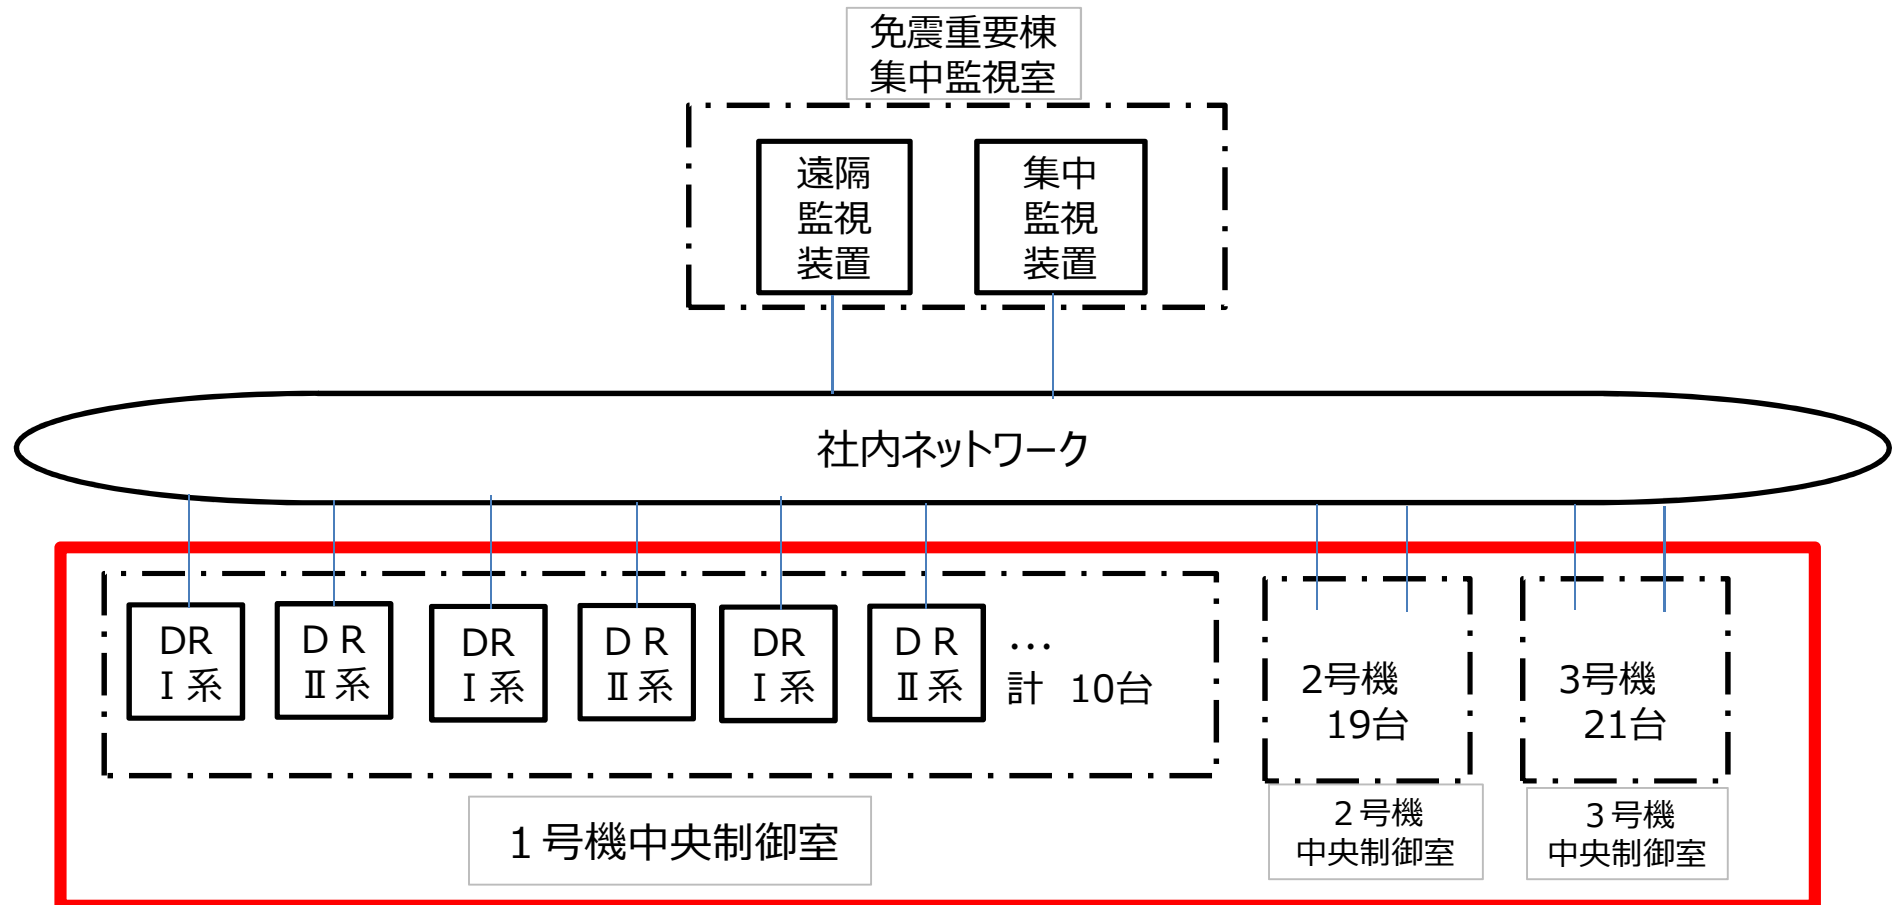 免震重要棟
集中監視室
遠隔
監視
装置
集中
監視
装置
社内ネットワーク
DR
Ⅰ系
ＤＲ
Ⅱ系
DR
Ⅰ系
ＤＲ
Ⅱ系
DR
Ⅰ系
ＤＲ
Ⅱ系
…
計　10台
2号機
19台
3号機
21台
１号機中央制御室
２号機
中央制御室
３号機
中央制御室